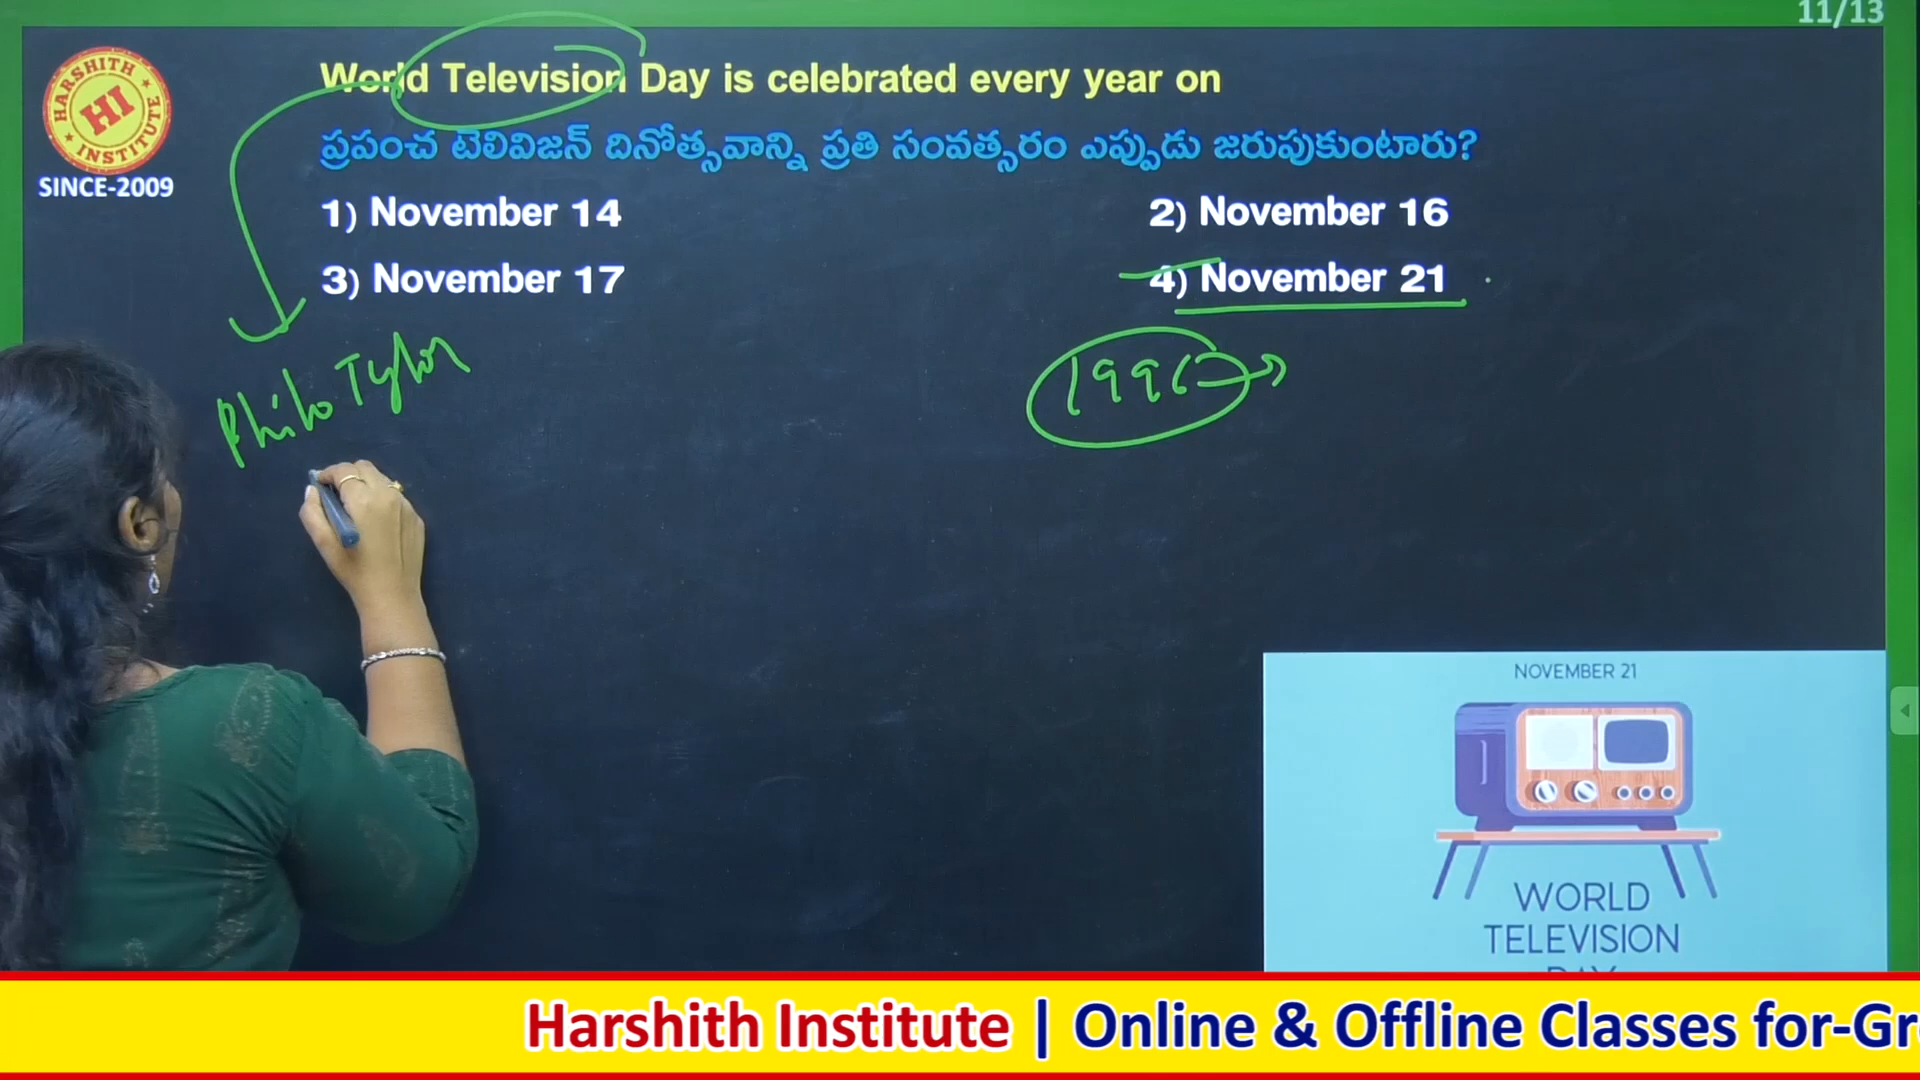 11/13
HARSHITH
HI
INSTITUTE
SINCE-2009
World Television Day is celebrated every year on
ప్రపంచ టెలివిజన్ దినోత్సవాన్ని ప్రతి సంవత్సరం ఎప్పుడు జరుపుకుంటారు?
1) November 14
2) November 16
3) November 17
4) November 21
Philo Tylor
1996
NOVEMBER 21
WORLD
TELEVISION
DAY
Harshith Institute | Online & Offline Classes for-Gr